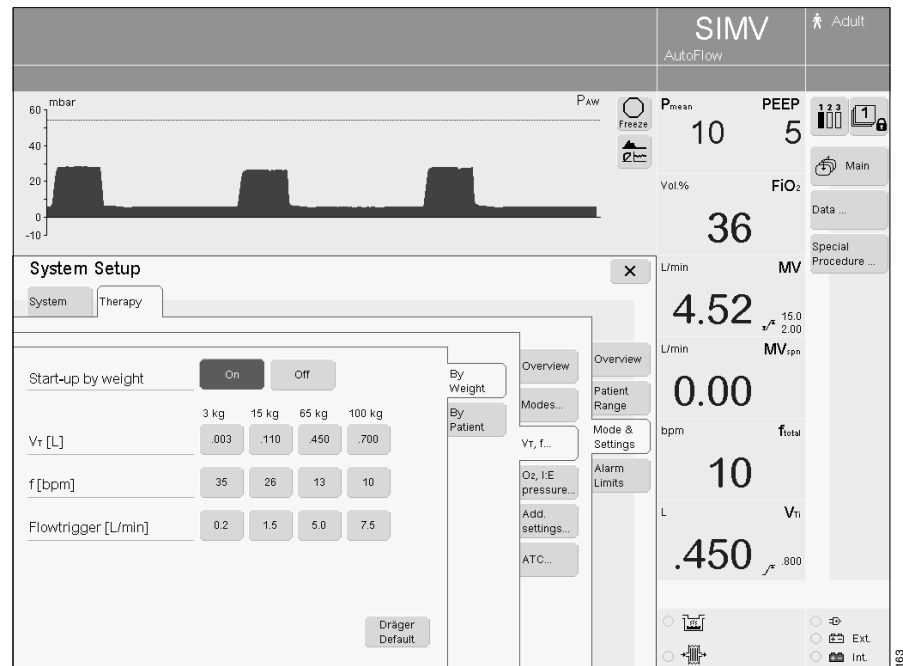 SIMV
AutoFlow
Adult
mbar
PAW
60
40
20
0
-10
Freeze
Pmean PEEP
10 5
1 2 3
1
Main
Vol.% FiO2
36
Data ...
Special
Procedure ...
L/min MV
4.52
15.0
2.00
L/min MVspn
0.00
bpm ftotal
10
L VTi
.450
.800
Ext.
Int.
System Setup
System
Therapy
Start-up by weight On Off
3 kg 15 kg 65 kg 100 kg
VT [L] .003 .110 .450 .700
f [bpm] 35 26 13 10
Flowtrigger [L/min] 0.2 1.5 5.0 7.5
Dräger
Default
By
Weight
By
Patient
Overview
Modes...
VT, f...
O2, I:E
pressure...
Add.
settings...
ATC...
Overview
Patient
Range
Mode &
Settings
Alarm
Limits
163